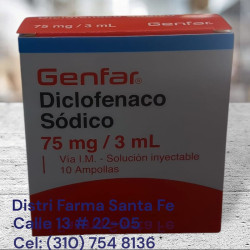 75 mg / 3 mL
Genfar®
Diclofenaco
Sódico
75 mg / 3 mL
Vía I.M. - Solución inyectable
10 Ampollas
Distri Farma Santa Fe
Calle 13 # 22-05
Cel: (310) 754 8136